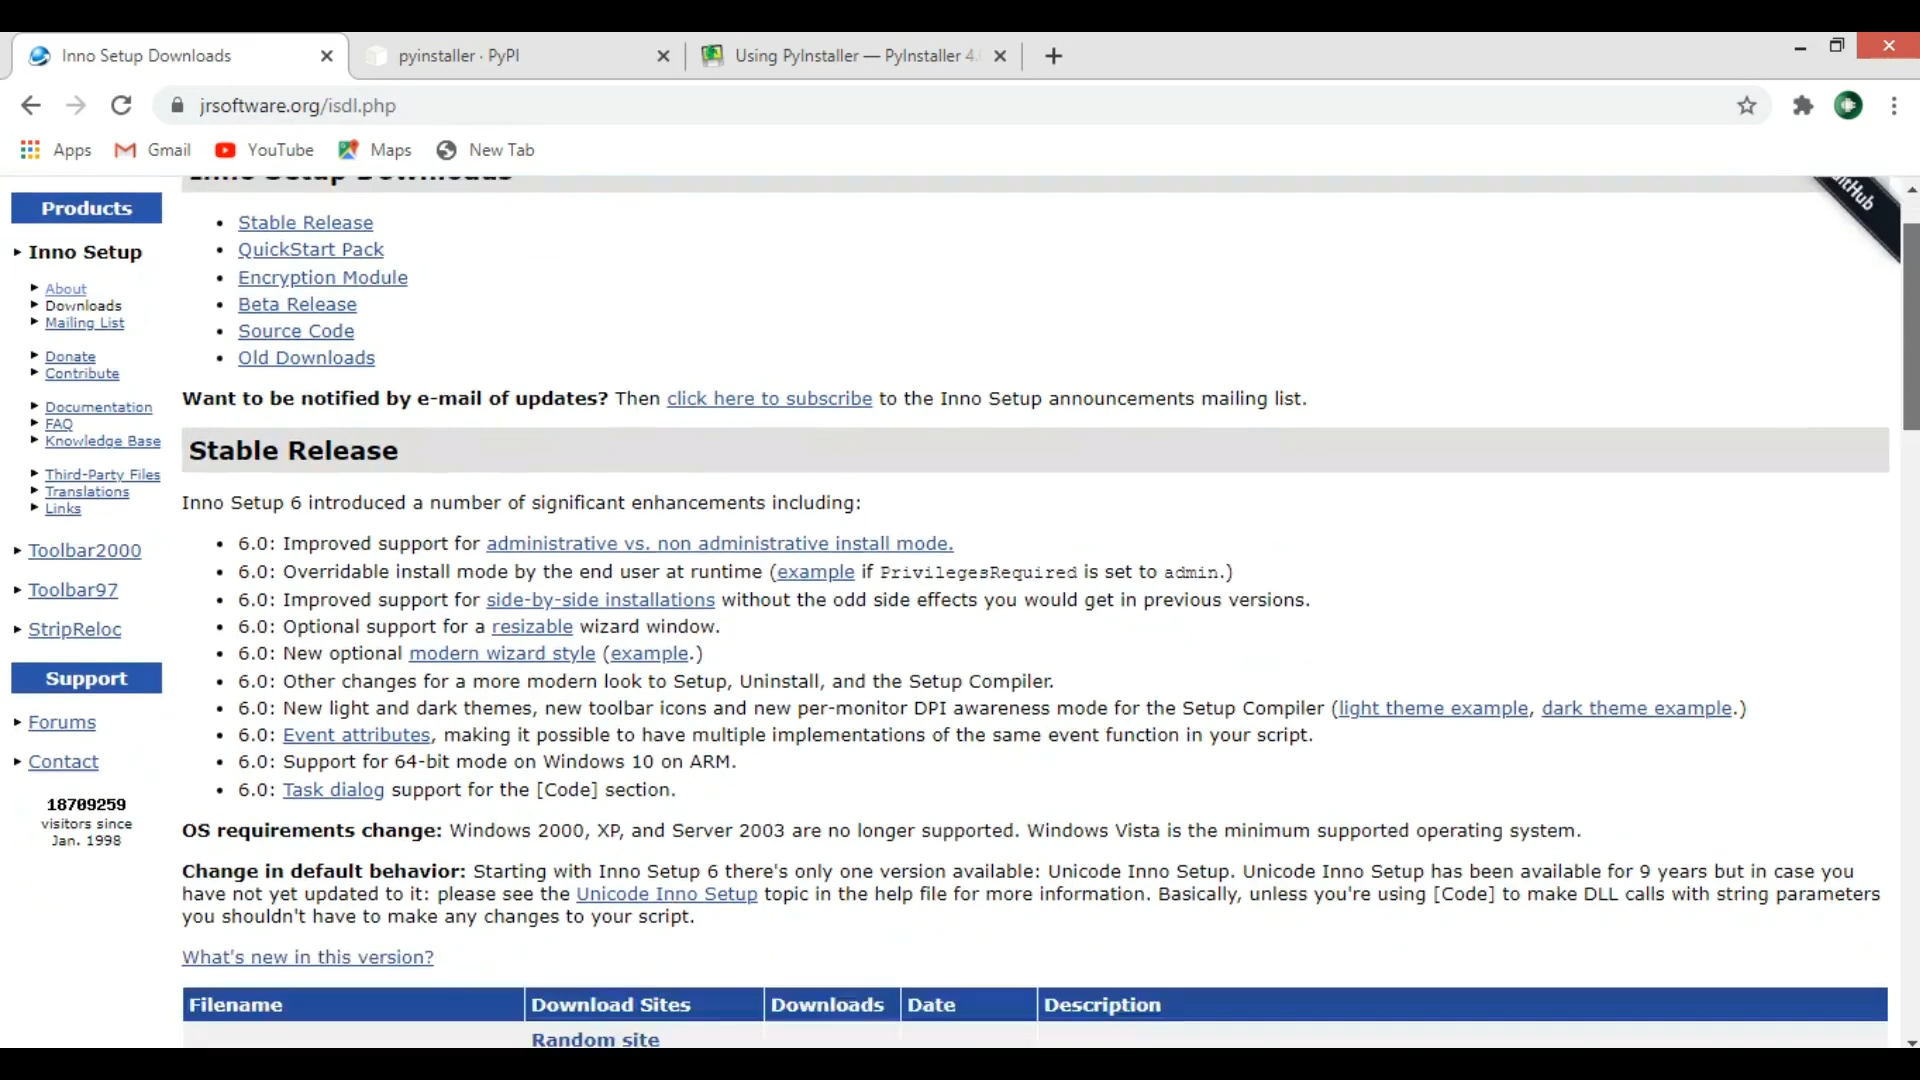 Inno Setup Downloads
pyinstaller · PyPI
Using PyInstaller — PyInstaller 4.
jrsoftware.org/isdl.php
Apps
Gmail
YouTube
Maps
New Tab
Inno Setup Downloads
Products
Inno Setup
About
Downloads
Mailing List
Donate
Contribute
Documentation
FAQ
Knowledge Base
Third-Party Files
Translations
Links
Toolbar2000
Toolbar97
StripReloc
Support
Forums
Contact
18709259
visitors since
Jan. 1998
• Stable Release
• QuickStart Pack
• Encryption Module
• Beta Release
• Source Code
• Old Downloads
Want to be notified by e-mail of updates? Then click here to subscribe to the Inno Setup announcements mailing list.
Stable Release
Inno Setup 6 introduced a number of significant enhancements including:
• 6.0: Improved support for administrative vs. non administrative install mode.
• 6.0: Overridable install mode by the end user at runtime (example if PrivilegesRequired is set to admin.)
• 6.0: Improved support for side-by-side installations without the odd side effects you would get in previous versions.
• 6.0: Optional support for a resizable wizard window.
• 6.0: New optional modern wizard style (example.)
• 6.0: Other changes for a more modern look to Setup, Uninstall, and the Setup Compiler.
• 6.0: New light and dark themes, new toolbar icons and new per-monitor DPI awareness mode for the Setup Compiler (light theme example, dark theme example.)
• 6.0: Event attributes, making it possible to have multiple implementations of the same event function in your script.
• 6.0: Support for 64-bit mode on Windows 10 on ARM.
• 6.0: Task dialog support for the [Code] section.
OS requirements change: Windows 2000, XP, and Server 2003 are no longer supported. Windows Vista is the minimum supported operating system.
Change in default behavior: Starting with Inno Setup 6 there's only one version available: Unicode Inno Setup. Unicode Inno Setup has been available for 9 years but in case you
have not yet updated to it: please see the Unicode Inno Setup topic in the help file for more information. Basically, unless you're using [Code] to make DLL calls with string parameters
you shouldn't have to make any changes to your script.
What's new in this version?
Filename
Download Sites
Downloads
Date
Description
Random site